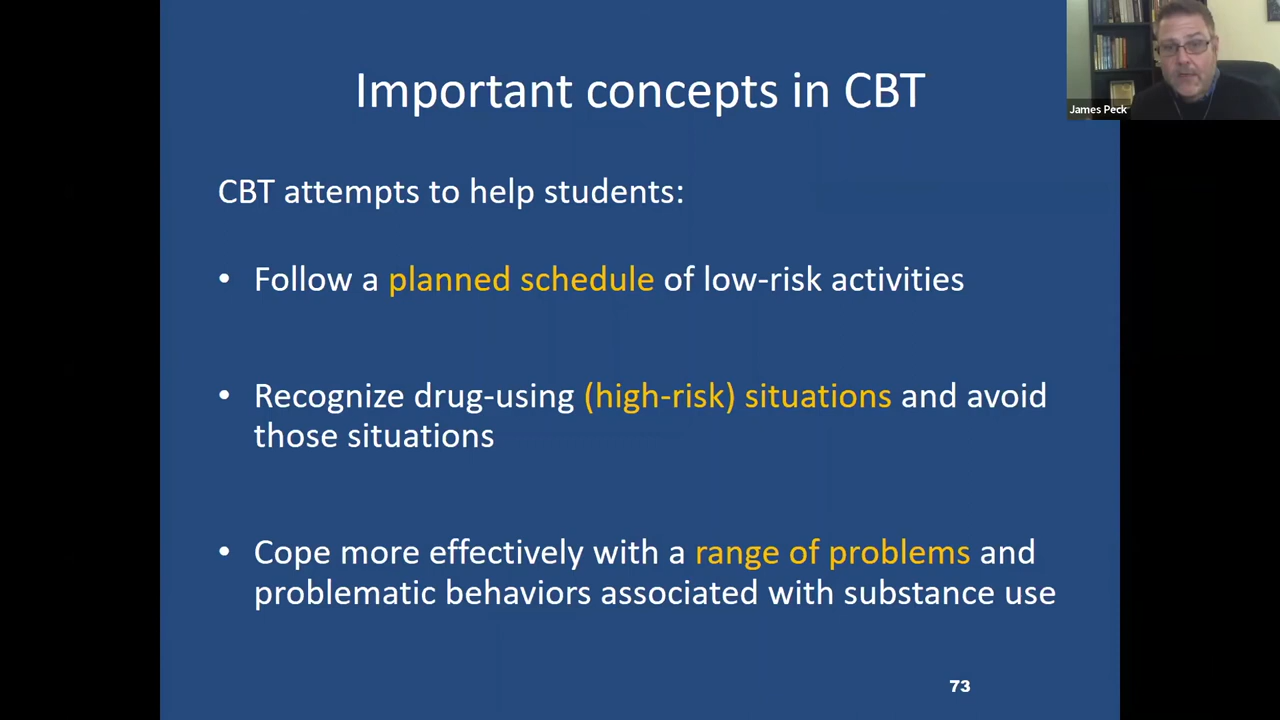 Important concepts in CBT
James Peck
CBT attempts to help students:
• Follow a planned schedule of low-risk activities
• Recognize drug-using (high-risk) situations and avoid
those situations
• Cope more effectively with a range of problems and
problematic behaviors associated with substance use
73